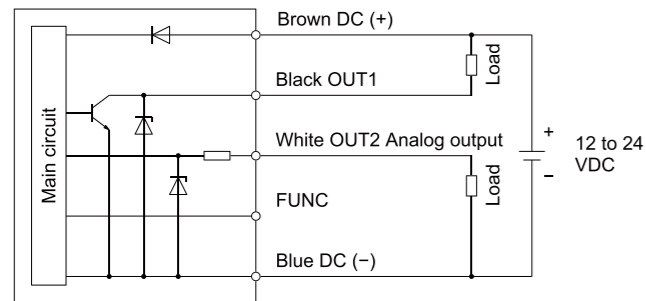 Brown DC (+)
Load
Black OUT1
Main circuit
White OUT2 Analog output
+
−
12 to 24
VDC
Load
FUNC
Blue DC (−)